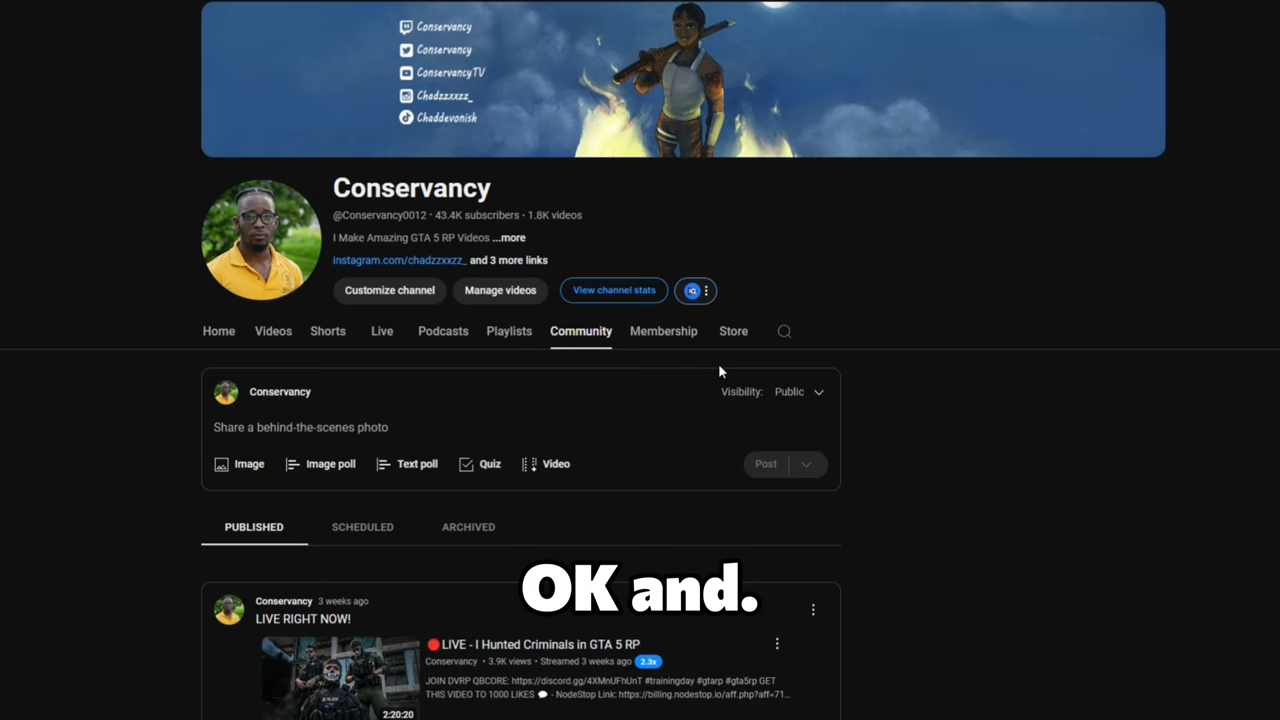 Conservancy
Conservancy
ConservancyTV
Chadzzxxzz_
Chaddevonish
Conservancy
@Conservancy0012 · 43.4K subscribers · 1.8K videos
I Make Amazing GTA 5 RP Videos ...more
instagram.com/chadzzxxzz_ and 3 more links
Customize channel Manage videos View channel stats
Home Videos Shorts Live Podcasts Playlists Community Membership Store
Conservancy Visibility: Public
Share a behind-the-scenes photo
Image Image poll Text poll Quiz Video Post
PUBLISHED SCHEDULED ARCHIVED
OK and.
Conservancy 3 weeks ago
LIVE RIGHT NOW!
🔴LIVE - I Hunted Criminals in GTA 5 RP
Conservancy • 3.9K views • Streamed 3 weeks ago 2.3x
JOIN DVRP QBCORE: https://discord.gg/4XMnUFhUnT #trainingday #gtarp #gta5rp GET
THIS VIDEO TO 1000 LIKES 💬 - NodeStop Link: https://billing.nodestop.io/aff.php?aff=71...
2:20:20